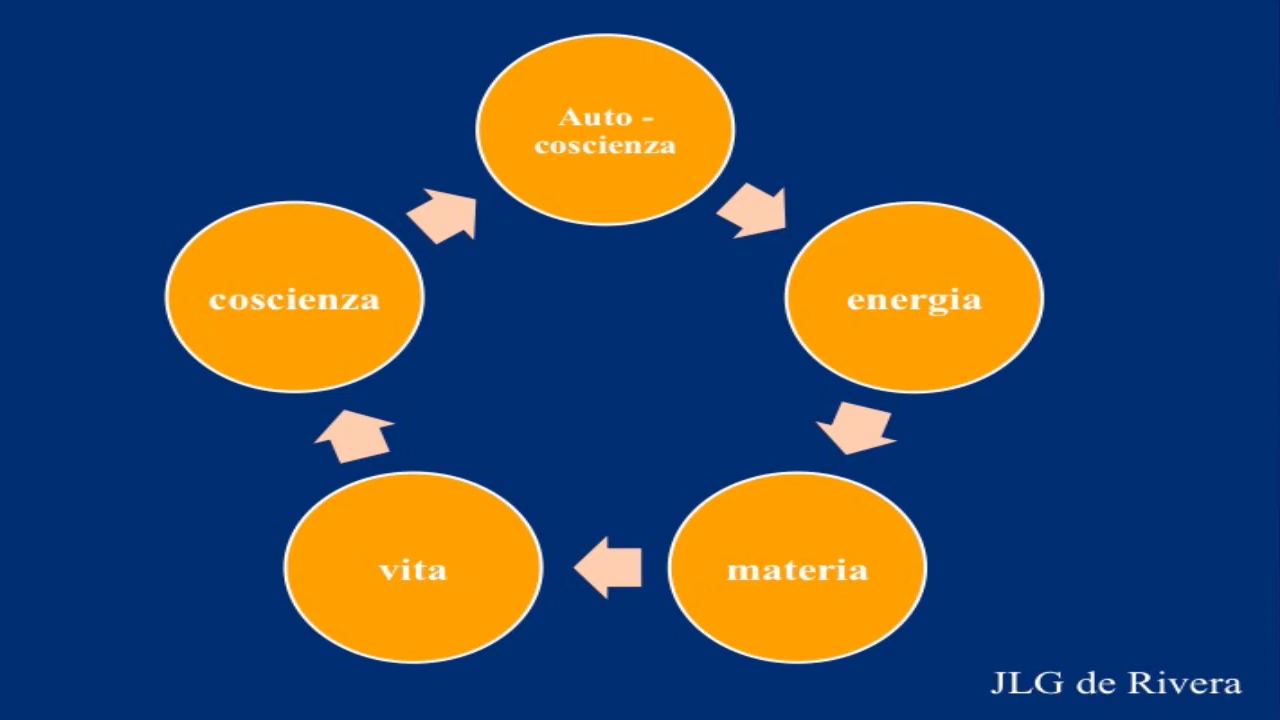 Auto -
coscienza
energia
materia
vita
coscienza
JLG de Rivera